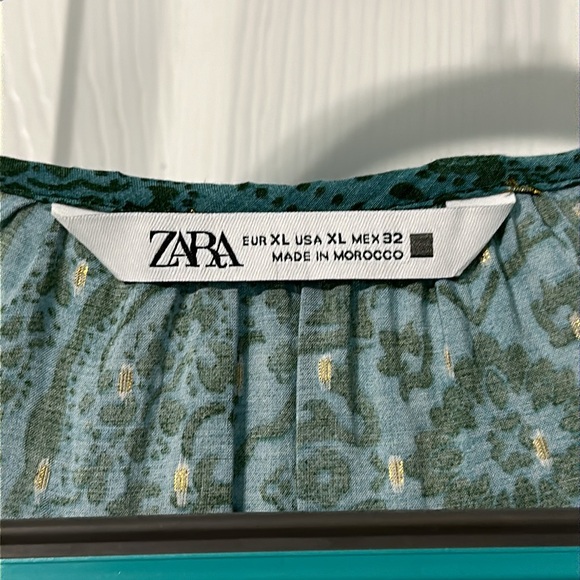 ZARA
EUR XL USA XL MEX 32
MADE IN MOROCCO